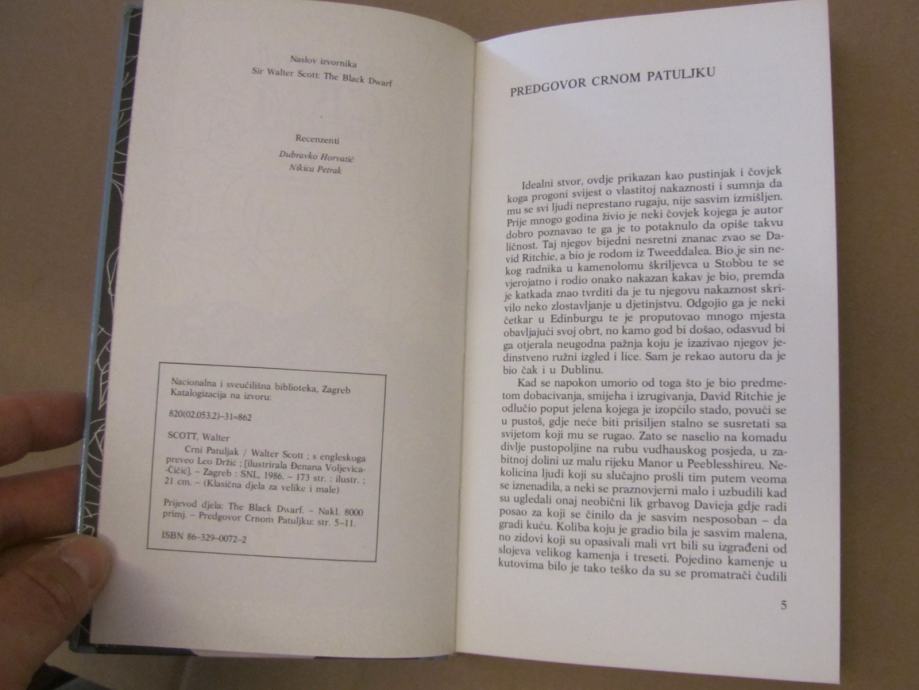 Naslov izvornika
Sir Walter Scott: The Black Dwarf
Recenzenti
Dubravko Horvatić
Nikica Petrak
Nacionalna i sveučilišna biblioteka, Zagreb
Katalogizacija na izvoru:
820(02.053.2)-31=862
SCOTT, Walter
Crni Patuljak / Walter Scott ; s engleskuga
preveo Leo Držić ; [ilustrirala Đenana Voljevica-
-Čičić]. – Zagreb : SNL, 1986. – 173 str. : ilustr. ;
21 cm. – (Klasična djela za velike i male)
Prijevod djela: The Black Dwarf. – Nakl. 8000
primj. – Predgovor Crnom Patuljku: str. 5–11.
ISBN 86-329-0072-2
PREDGOVOR CRNOM PATULJKU
Idealni stvor, ovdje prikazan kao pustinjak i čovjek
koga progoni svijest o vlastitoj nakaznosti i sumnja da
mu se svi ljudi neprestano rugaju, nije sasvim izmišljen.
Prije mnogo godina živio je neki čovjek kojega je autor
dobro poznavao te ga je to potaknulo da opiše takvu
ličnost. Taj njegov bijedni nesretni znanac zvao se Da-
vid Ritchie, a bio je rodom iz Tweeddalea. Bio je sin ne-
kog radnika u kamenolomu škriljevca u Stobou te se
vjerojatno i rodio onako nakazan kakav je bio, premda
je katkada znao tvrditi da je tu njegovu nakaznost skri-
vilo neko zlostavljanje u djetinjstvu. Odgojio ga je neki
četkar u Edinburgu te je proputovao mnogo mjesta
obavljajući svoj obrt, no kamo god bi došao, odasvud bi
ga otjerala neugodna pažnja koju je izazivao njegov je-
dinstveno ružni izgled i lice. Sam je rekao autoru da je
bio čak i u Dublinu.
Kad se napokon umorio od toga što je bio predme-
tom dobacivanja, smijeha i izrugivanja, David Ritchie je
odlučio poput jelena kojega je izopčilo stado, povući se
u pustoš, gdje neće biti prisiljen stalno se susretati sa
svijetom koji mu se rugao. Zato se naselio na komadu
divlje pustopoljine na rubu vudhauskog posjeda, u za-
bitnoj dolini uz malu rijeku Manor u Peeblesshireu. Ne-
kolicina ljudi koji su slučajno prošli tim putem veoma
se iznenadila, a neki se praznovjerni malo i uzbudili kad
su ugledali onaj neobični lik grbavog Davieja gdje radi
posao za koji se činilo da je sasvim nesposoban – da
gradi kuću. Koliba koju je gradio bila je sasvim malena,
no zidovi koji su opasivali mali vrt bili su izgrađeni od
slojeva velikog kamenja i treseti. Pojedino kamenje u
kutovima bilo je tako teško da su se promatrači čudili
5